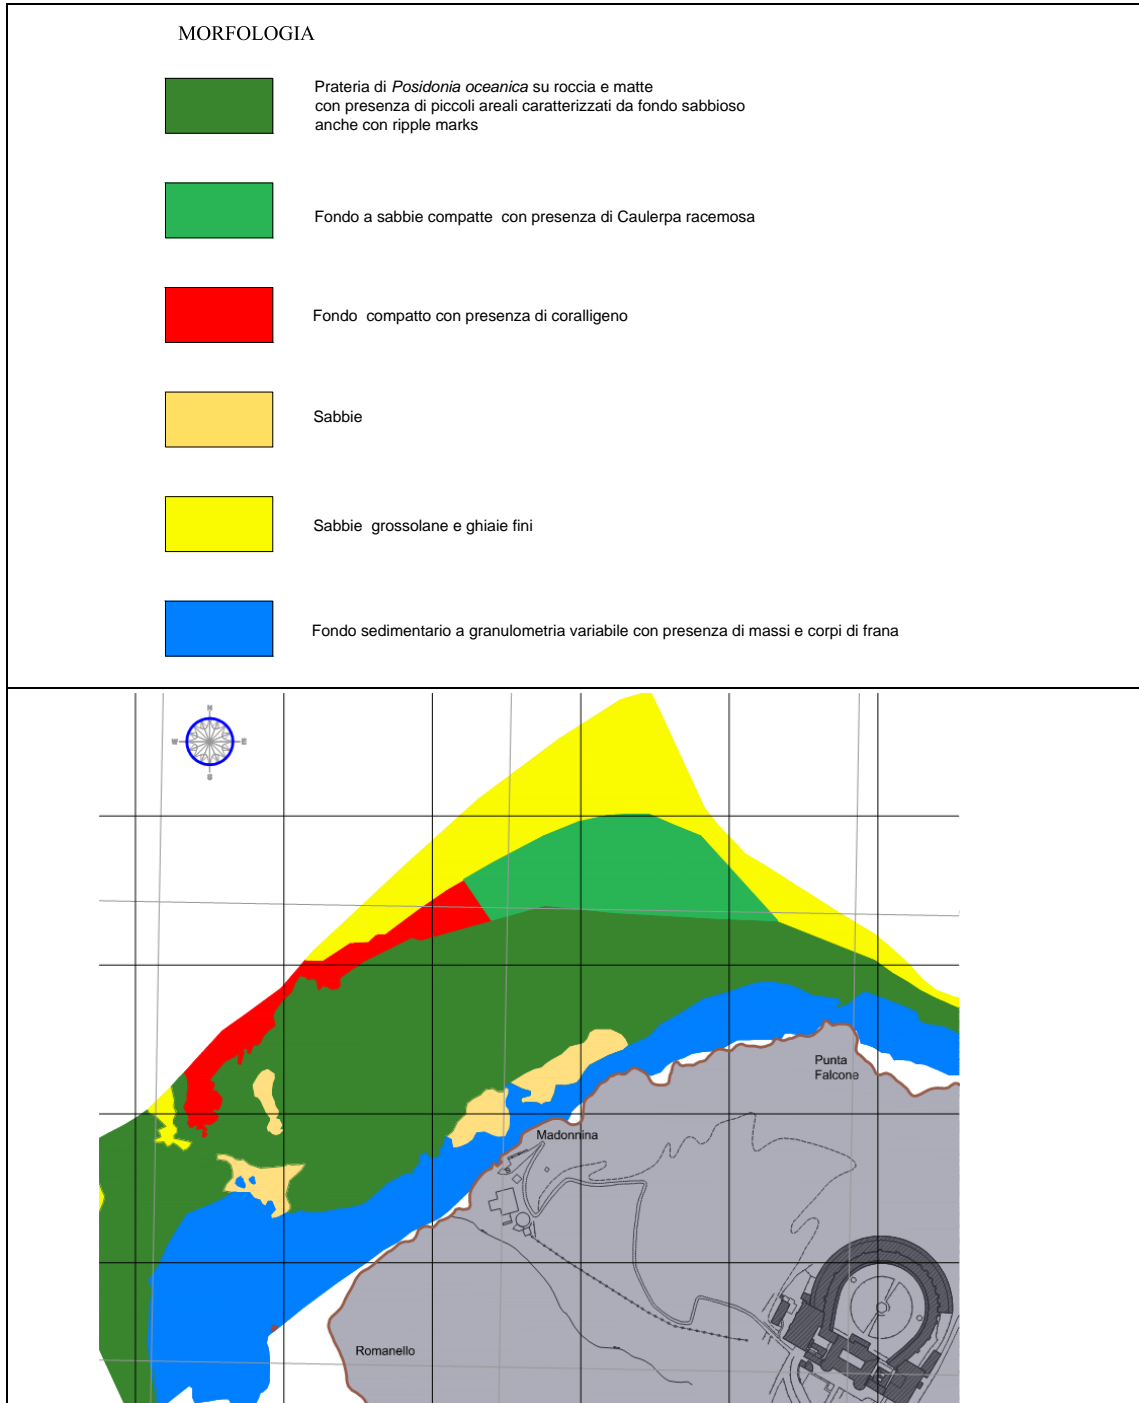 MORFOLOGIA
Prateria di Posidonia oceanica su roccia e matte
con presenza di piccoli areali caratterizzati da fondo sabbioso
anche con ripple marks
Fondo a sabbie compatte con presenza di Caulerpa racemosa
Fondo compatto con presenza di coralligeno
Sabbie
Sabbie grossolane e ghiaie fini
Fondo sedimentario a granulometria variabile con presenza di massi e corpi di frana
N
W
E
S
Punta
Falcone
Madonnina
Romanello